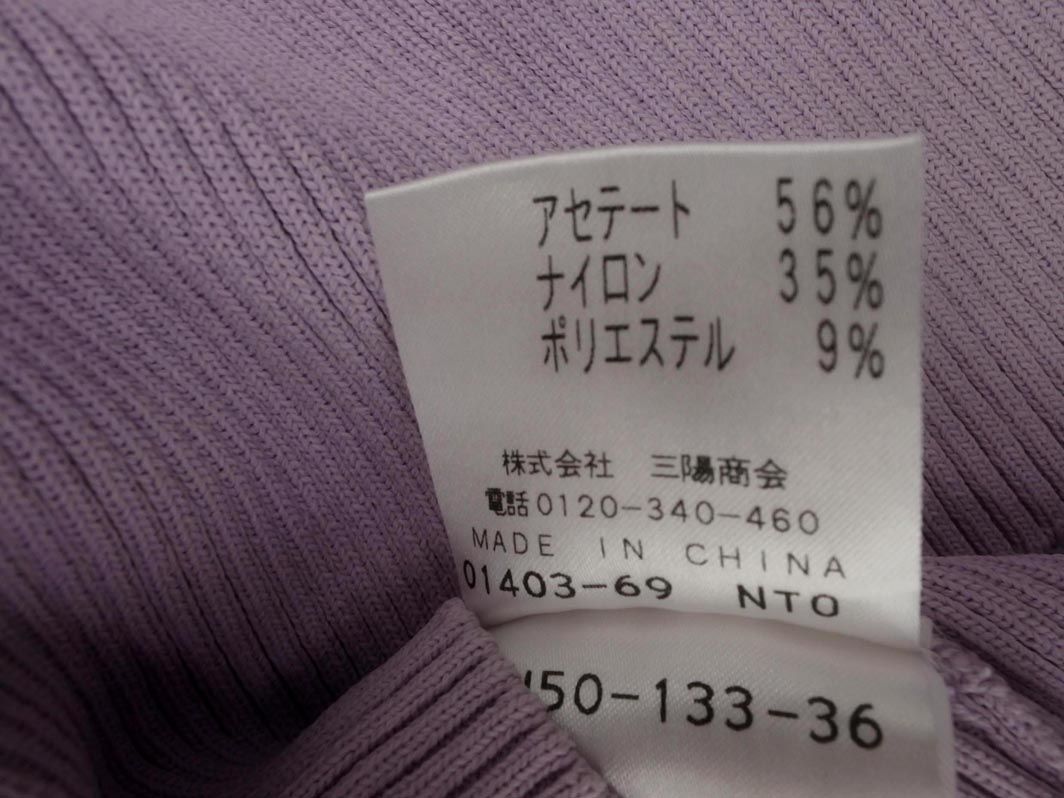 アセテート 56%
ナイロン 35%
ポリエステル 9%
株式会社 三陽商会
電話0120-340-460
MADE IN CHINA
01403-69 NTO
50-133-36